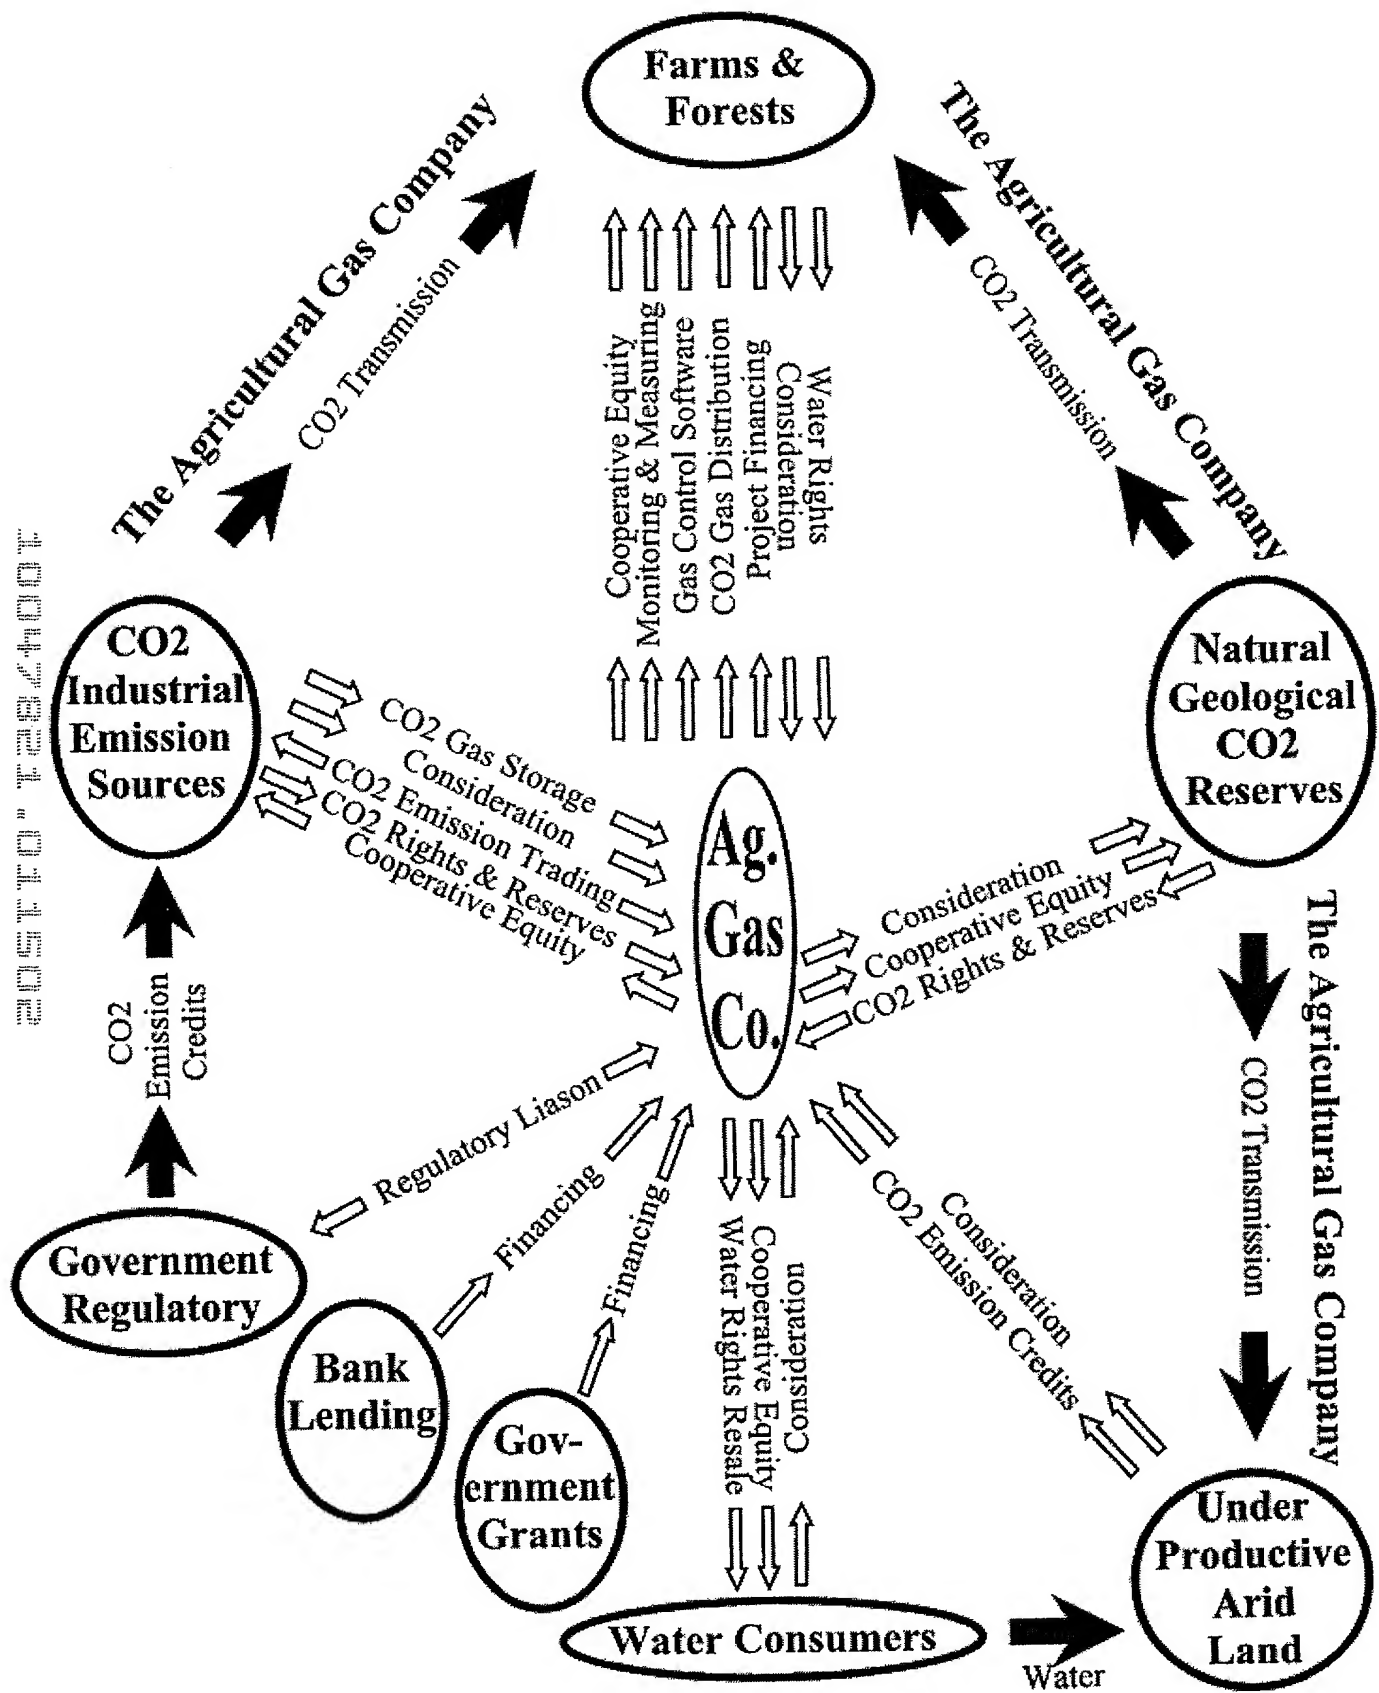 Farms &
Forests
The Agricultural Gas Company
CO2 Transmission
The Agricultural Gas Company
CO2 Transmission
Cooperative Equity
Monitoring & Measuring
Gas Control Software
CO2 Gas Distribution
Project Financing
Consideration
Water Rights
10047821.011502
CO2
Industrial
Emission
Sources
Natural
Geological
CO2
Reserves
CO2 Gas Storage
Consideration
CO2 Emission Trading
CO2 Rights & Reserves
Cooperative Equity
Ag.
Gas
Co.
Consideration
Cooperative Equity
CO2 Rights & Reserves
CO2
Emission
Credits
The Agricultural Gas Company
CO2 Transmission
Regulatory Liason
Financing
Financing
Water Rights Resale
Cooperative Equity
Consideration
Consideration
CO2 Emission Credits
Government
Regulatory
Bank
Lending
Gov-
ernment
Grants
Water Consumers
Water
Under
Productive
Arid
Land